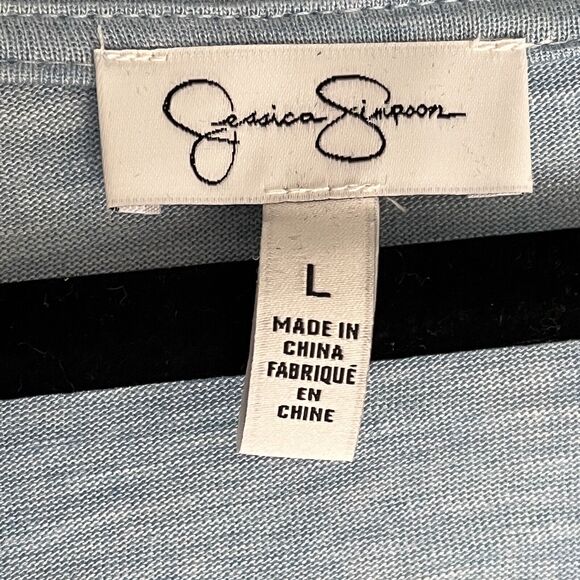 Jessica Simpson
L
MADE IN
CHINA
FABRIQUÉ
EN
CHINE